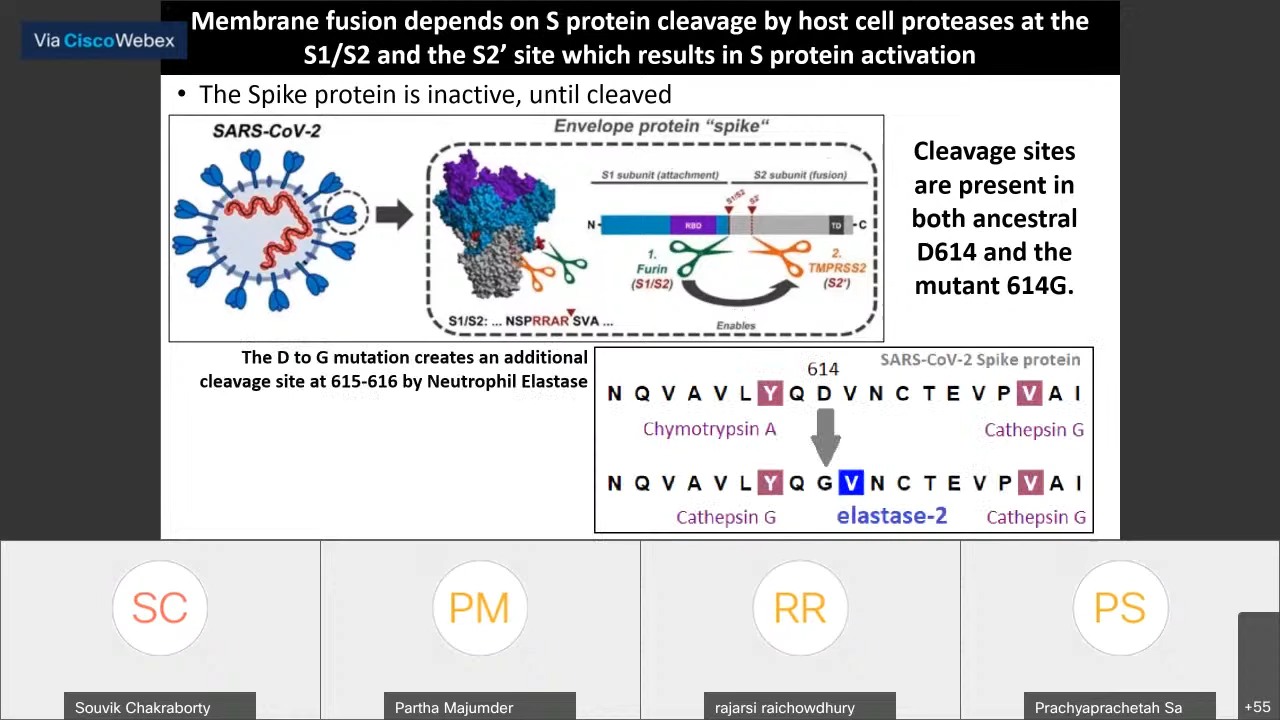 Via Cisco Webex
Membrane fusion depends on S protein cleavage by host cell proteases at the
S1/S2 and the S2’ site which results in S protein activation
• The Spike protein is inactive, until cleaved
SARS-CoV-2
Envelope protein “spike“
S1 subunit (attachment)
S2 subunit (fusion)
S1/S2
S2'
N-
RBD
TD
-C
1.
Furin
(S1/S2)
2.
TMPRSS2
(S2')
Enables
S1/S2: ... NSPRRAR SVA ...
Cleavage sites
are present in
both ancestral
D614 and the
mutant 614G.
The D to G mutation creates an additional
cleavage site at 615-616 by Neutrophil Elastase
SARS-CoV-2 Spike protein
614
N Q V A V L Y Q D V N C T E V P V A I
Chymotrypsin A
Cathepsin G
N Q V A V L Y Q G V N C T E V P V A I
Cathepsin G
elastase-2
Cathepsin G
SC
PM
RR
PS
Souvik Chakraborty
Partha Majumder
rajarsi raichowdhury
Prachyaprachetah Sa
+55